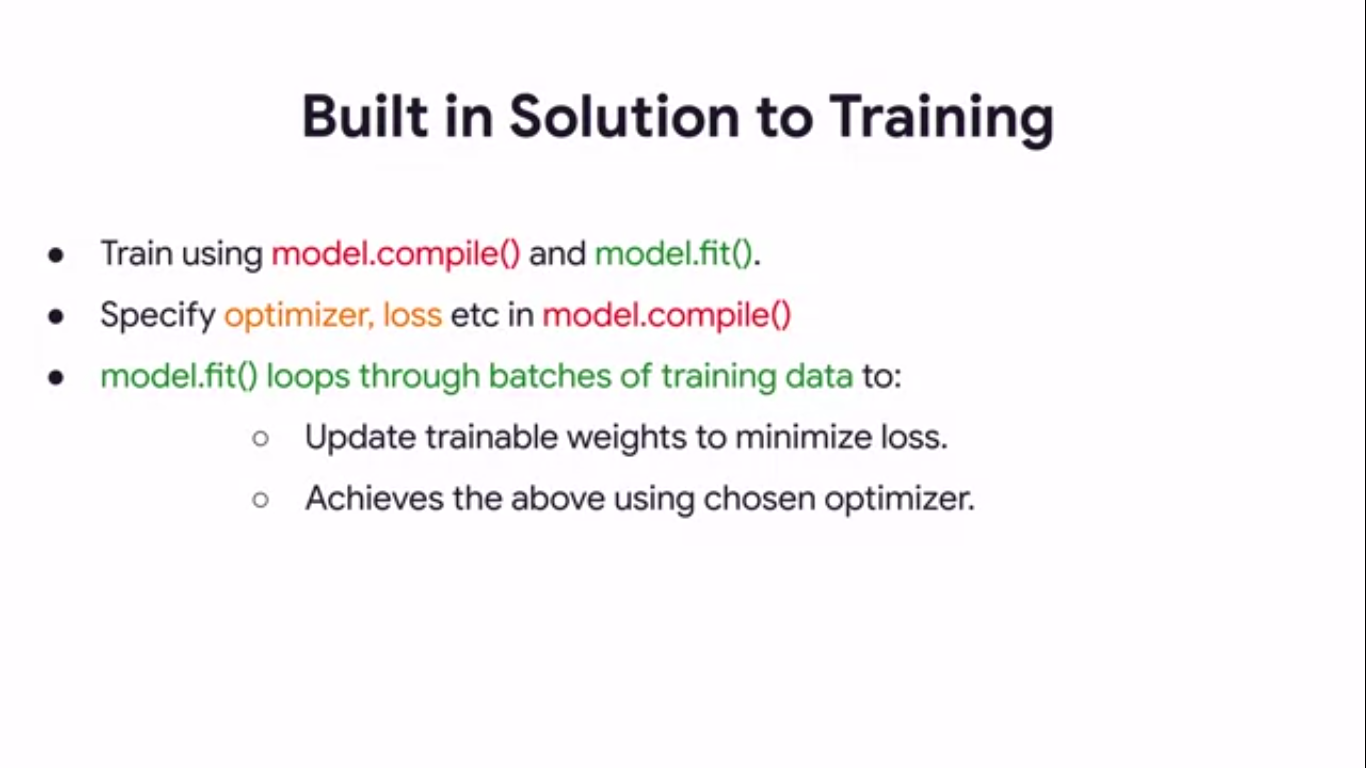 Built in Solution to Training
● Train using model.compile() and model.fit().
● Specify optimizer, loss etc in model.compile()
● model.fit() loops through batches of training data to:
○ Update trainable weights to minimize loss.
○ Achieves the above using chosen optimizer.